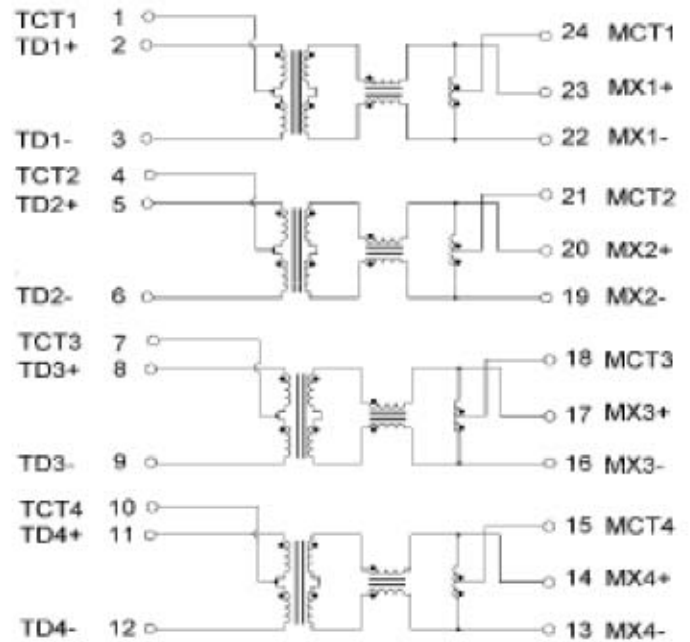 TCT1 1 24 MCT1
TD1+ 2
23 MX1+
TD1- 3 22 MX1-
TCT2 4
21 MCT2
TD2+ 5
20 MX2+
TD2- 6 19 MX2-
TCT3 7
18 MCT3
TD3+ 8
17 MX3+
TD3- 9 16 MX3-
TCT4 10
15 MCT4
TD4+ 11
14 MX4+
TD4- 12 13 MX4-